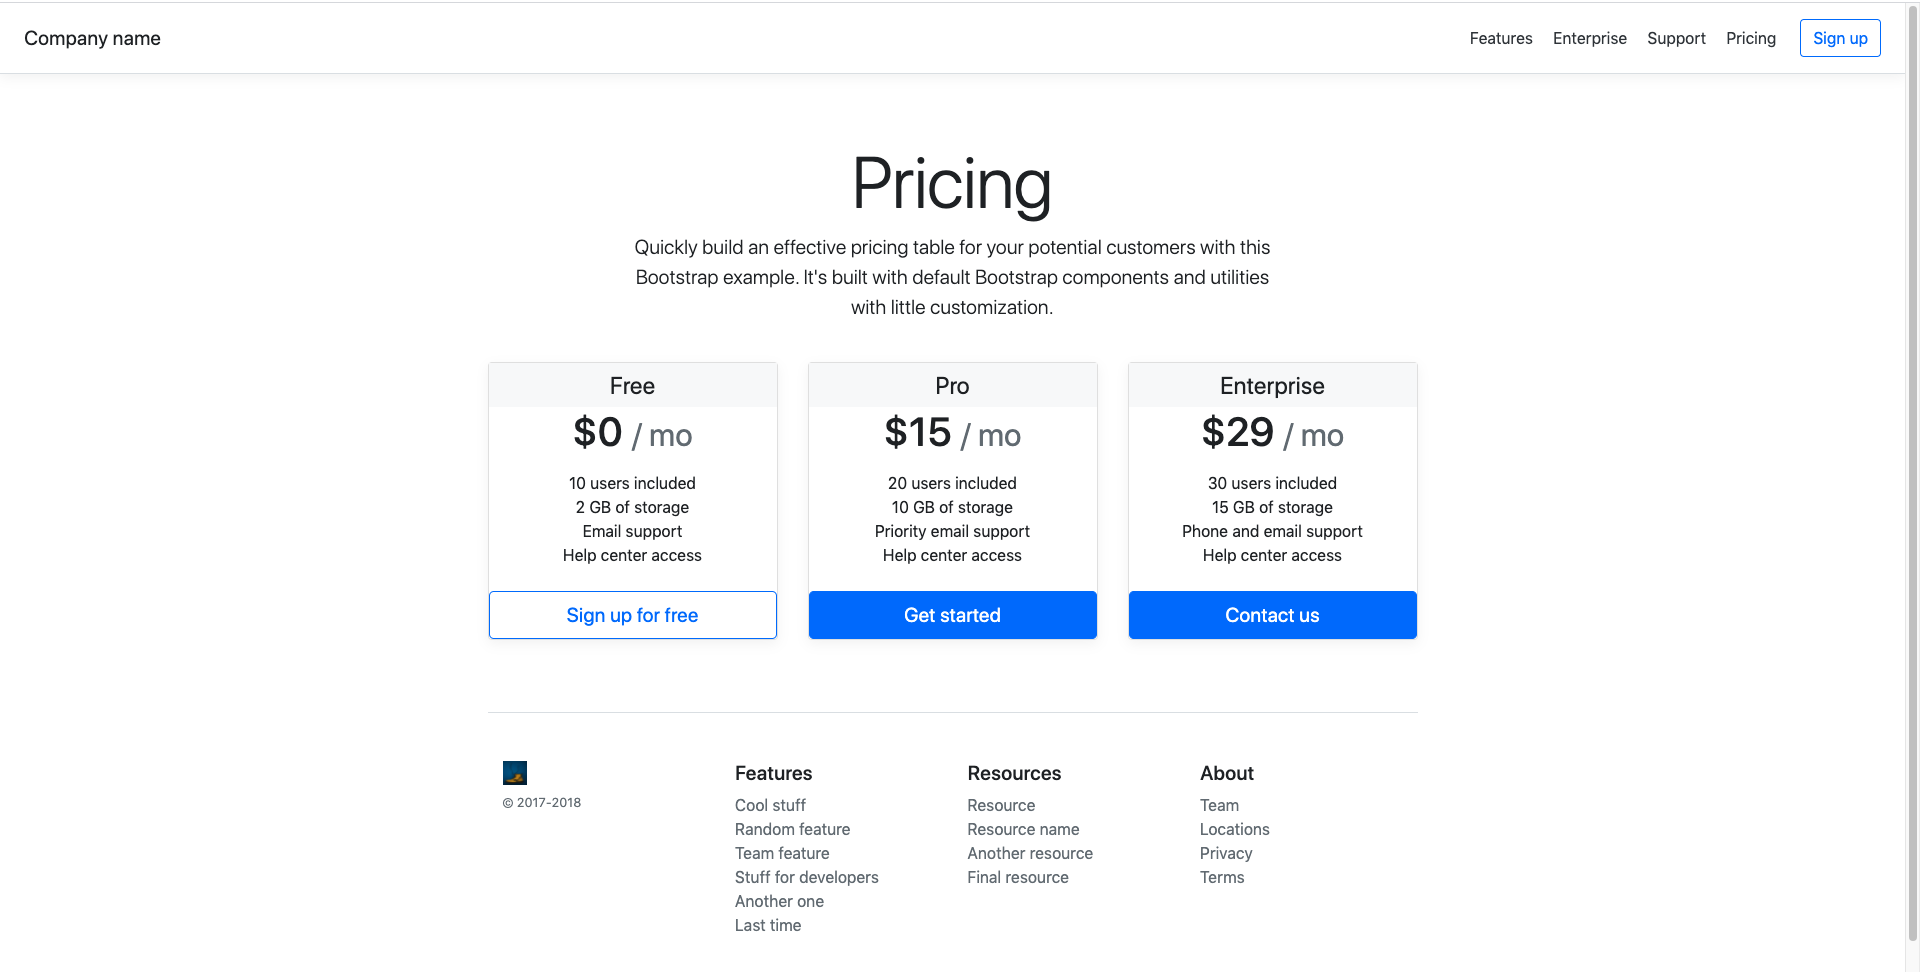 Company name
Features Enterprise Support Pricing Sign up
Pricing
Quickly build an effective pricing table for your potential customers with this
Bootstrap example. It's built with default Bootstrap components and utilities
with little customization.
Free
$0 / mo
10 users included
2 GB of storage
Email support
Help center access
Sign up for free
Pro
$15 / mo
20 users included
10 GB of storage
Priority email support
Help center access
Get started
Enterprise
$29 / mo
30 users included
15 GB of storage
Phone and email support
Help center access
Contact us
© 2017-2018
Features
Cool stuff
Random feature
Team feature
Stuff for developers
Another one
Last time
Resources
Resource
Resource name
Another resource
Final resource
About
Team
Locations
Privacy
Terms